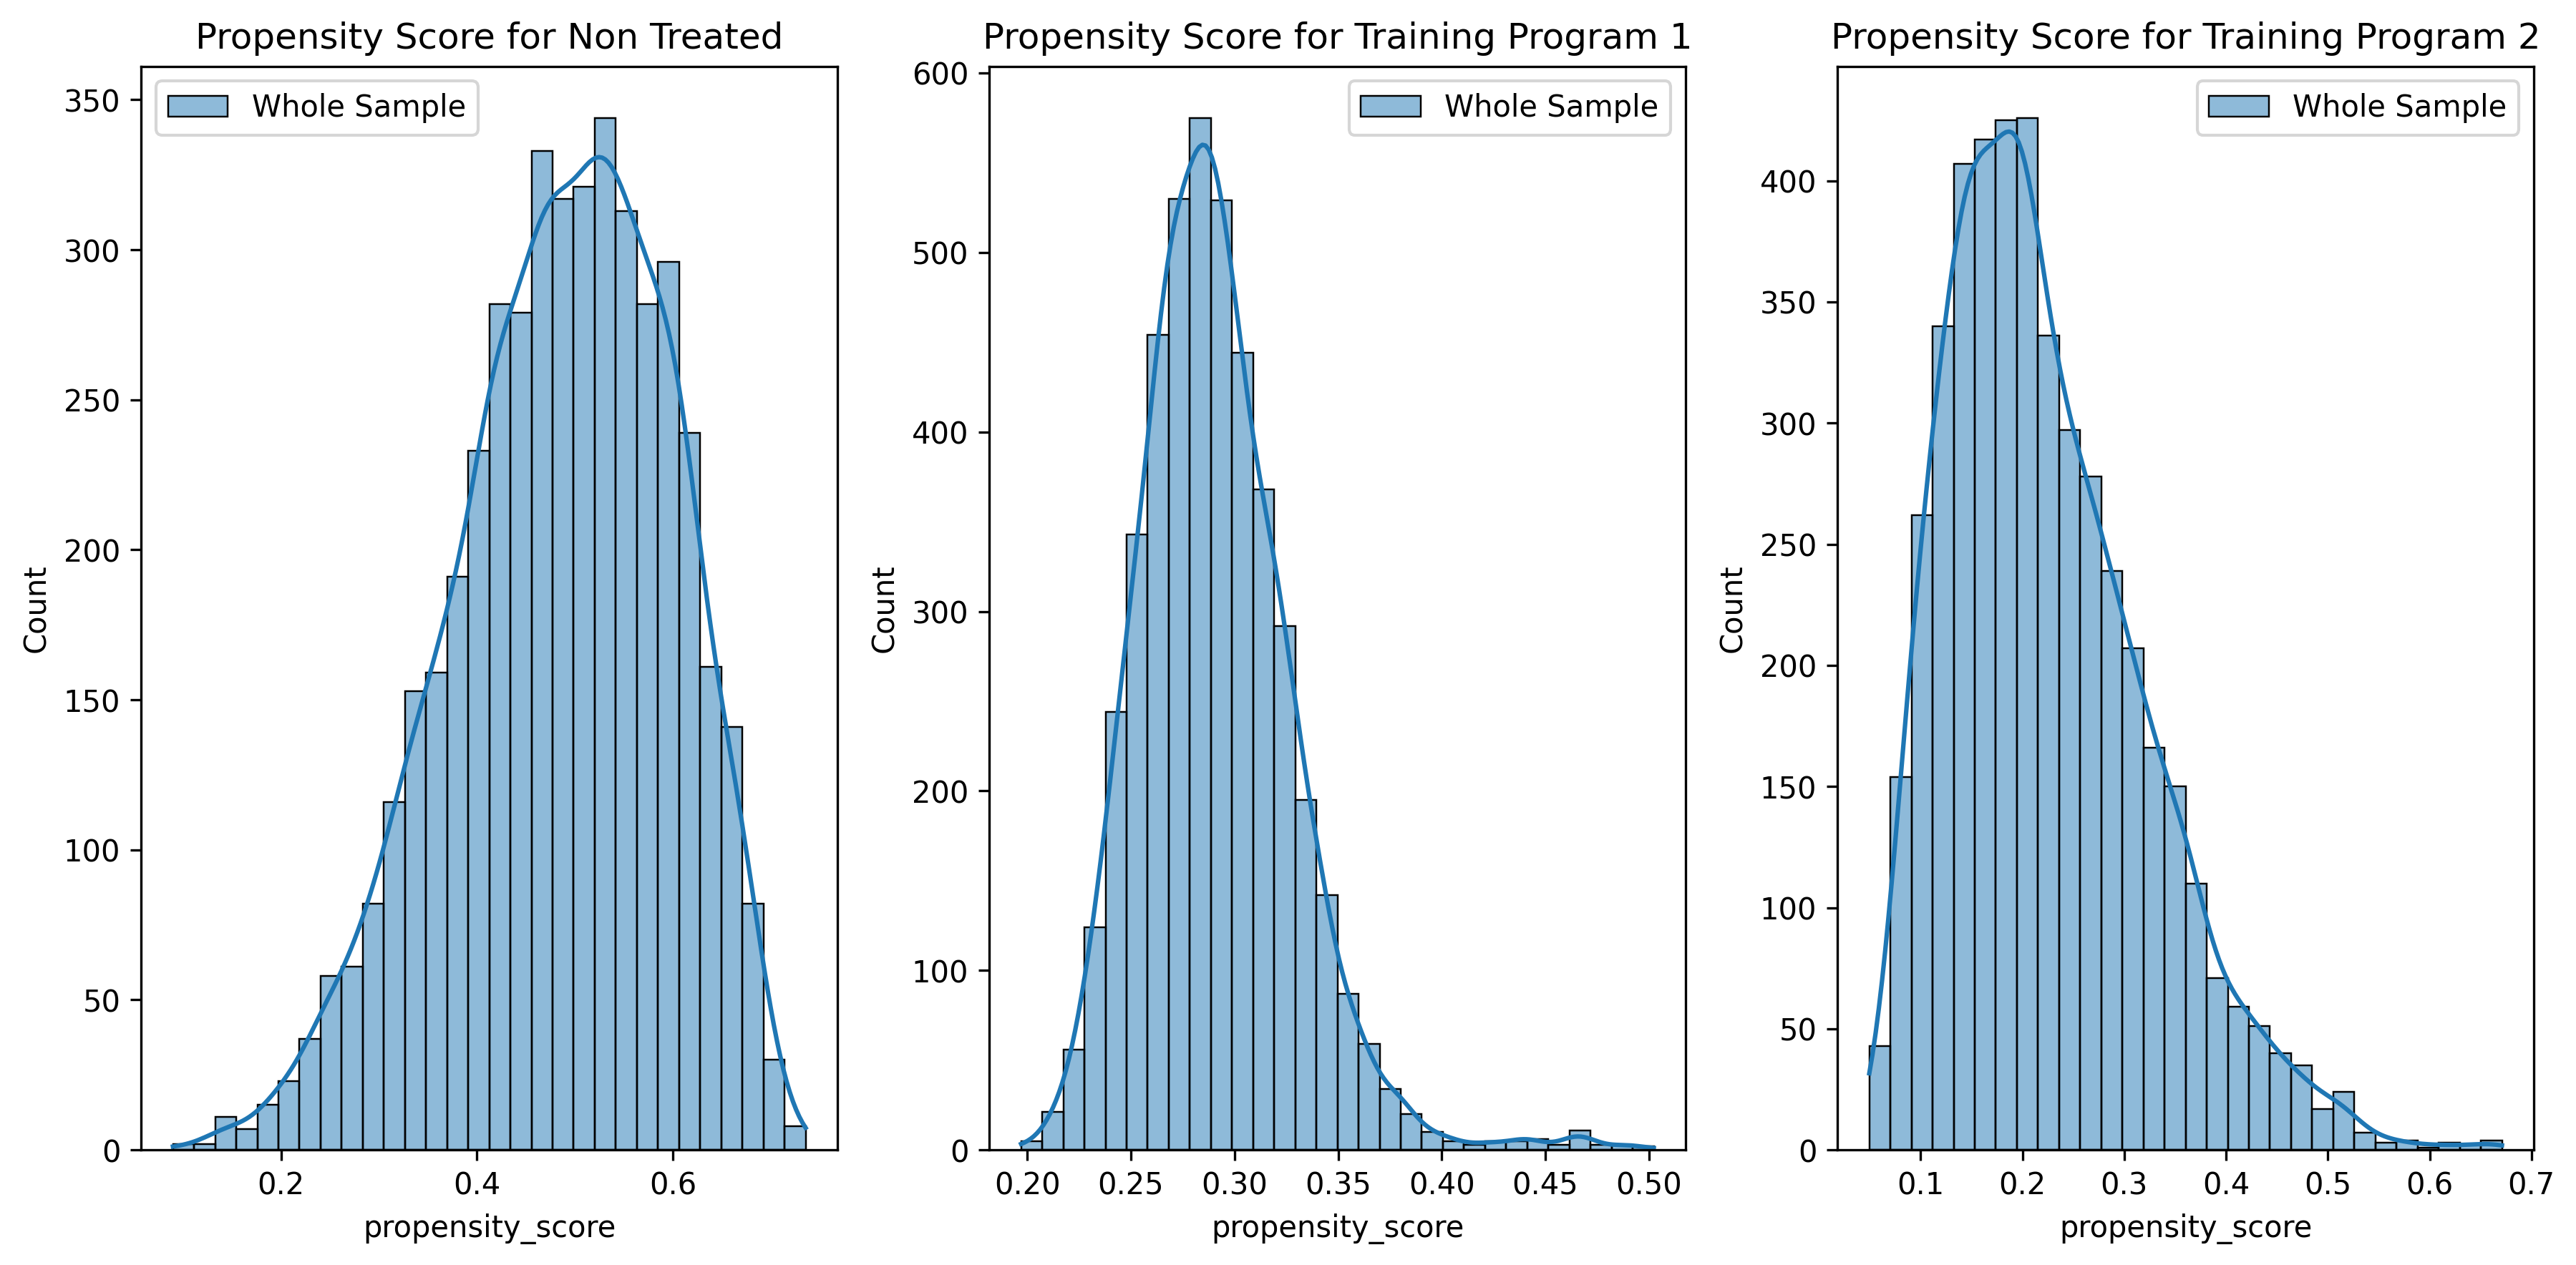 Propensity Score for Non Treated
Whole Sample
350
300
250
200
150
100
50
0
Count
0.2 0.4 0.6
propensity_score
Propensity Score for Training Program 1
Whole Sample
600
500
400
300
200
100
0
Count
0.20 0.25 0.30 0.35 0.40 0.45 0.50
propensity_score
Propensity Score for Training Program 2
Whole Sample
400
350
300
250
200
150
100
50
0
Count
0.1 0.2 0.3 0.4 0.5 0.6 0.7
propensity_score